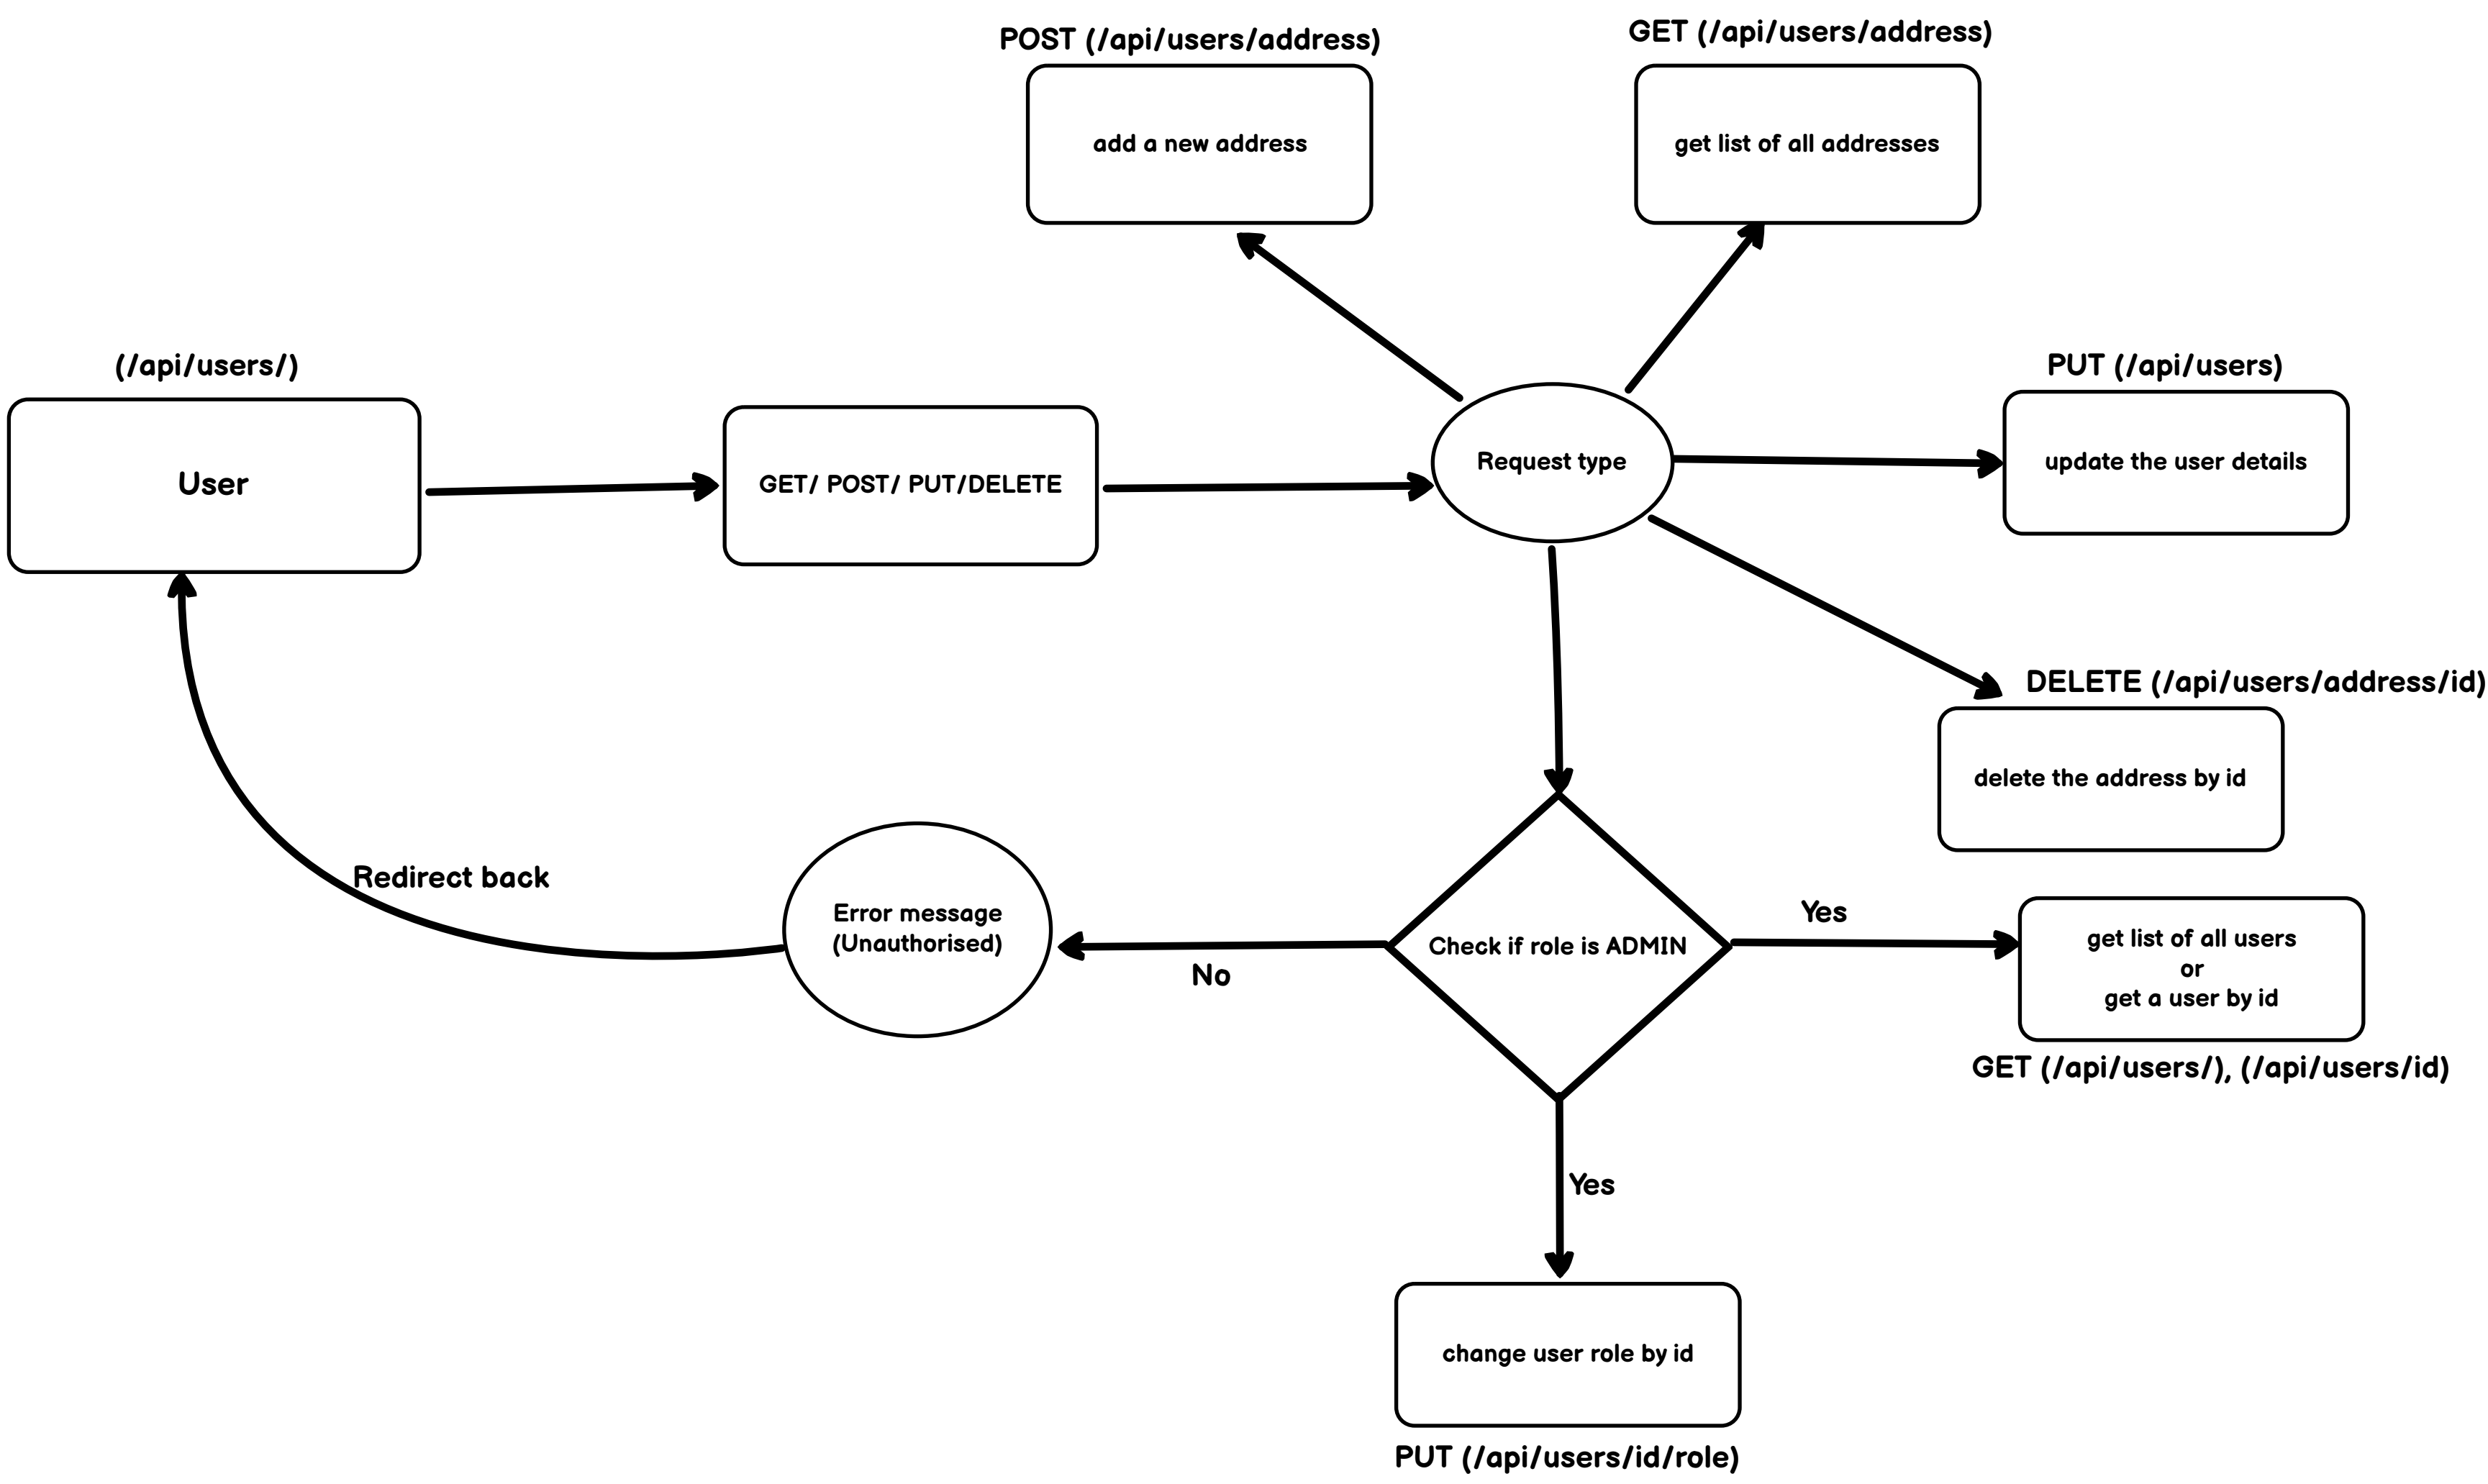 POST (/api/users/address)
GET (/api/users/address)
add a new address
get list of all addresses
(/api/users/)
PUT (/api/users)
User
GET/ POST/ PUT/DELETE
Request type
update the user details
DELETE (/api/users/address/id)
delete the address by id
Redirect back
Error message
(Unauthorised)
No
Check if role is ADMIN
Yes
get list of all users
or
get a user by id
GET (/api/users/), (/api/users/id)
Yes
change user role by id
PUT (/api/users/id/role)